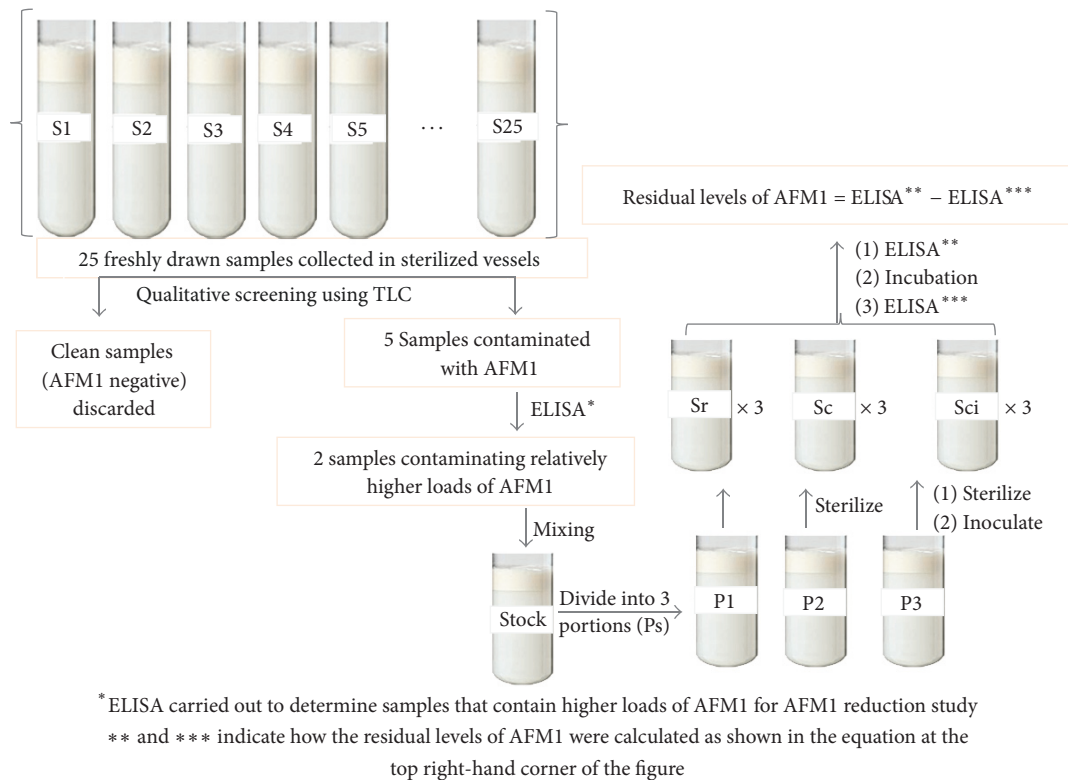 S1 S2 S3 S4 S5 ... S25
25 freshly drawn samples collected in sterilized vessels
Qualitative screening using TLC
Clean samples
(AFM1 negative)
discarded
5 Samples contaminated
with AFM1
ELISA*
2 samples contaminating relatively
higher loads of AFM1
Mixing
Stock
Divide into 3
portions (Ps)
P1 P2 P3
Sterilize
(1) Sterilize
(2) Inoculate
Sr × 3 Sc × 3 Sci × 3
(1) ELISA**
(2) Incubation
(3) ELISA***
Residual levels of AFM1 = ELISA** − ELISA***
*ELISA carried out to determine samples that contain higher loads of AFM1 for AFM1 reduction study
** and *** indicate how the residual levels of AFM1 were calculated as shown in the equation at the
top right-hand corner of the figure